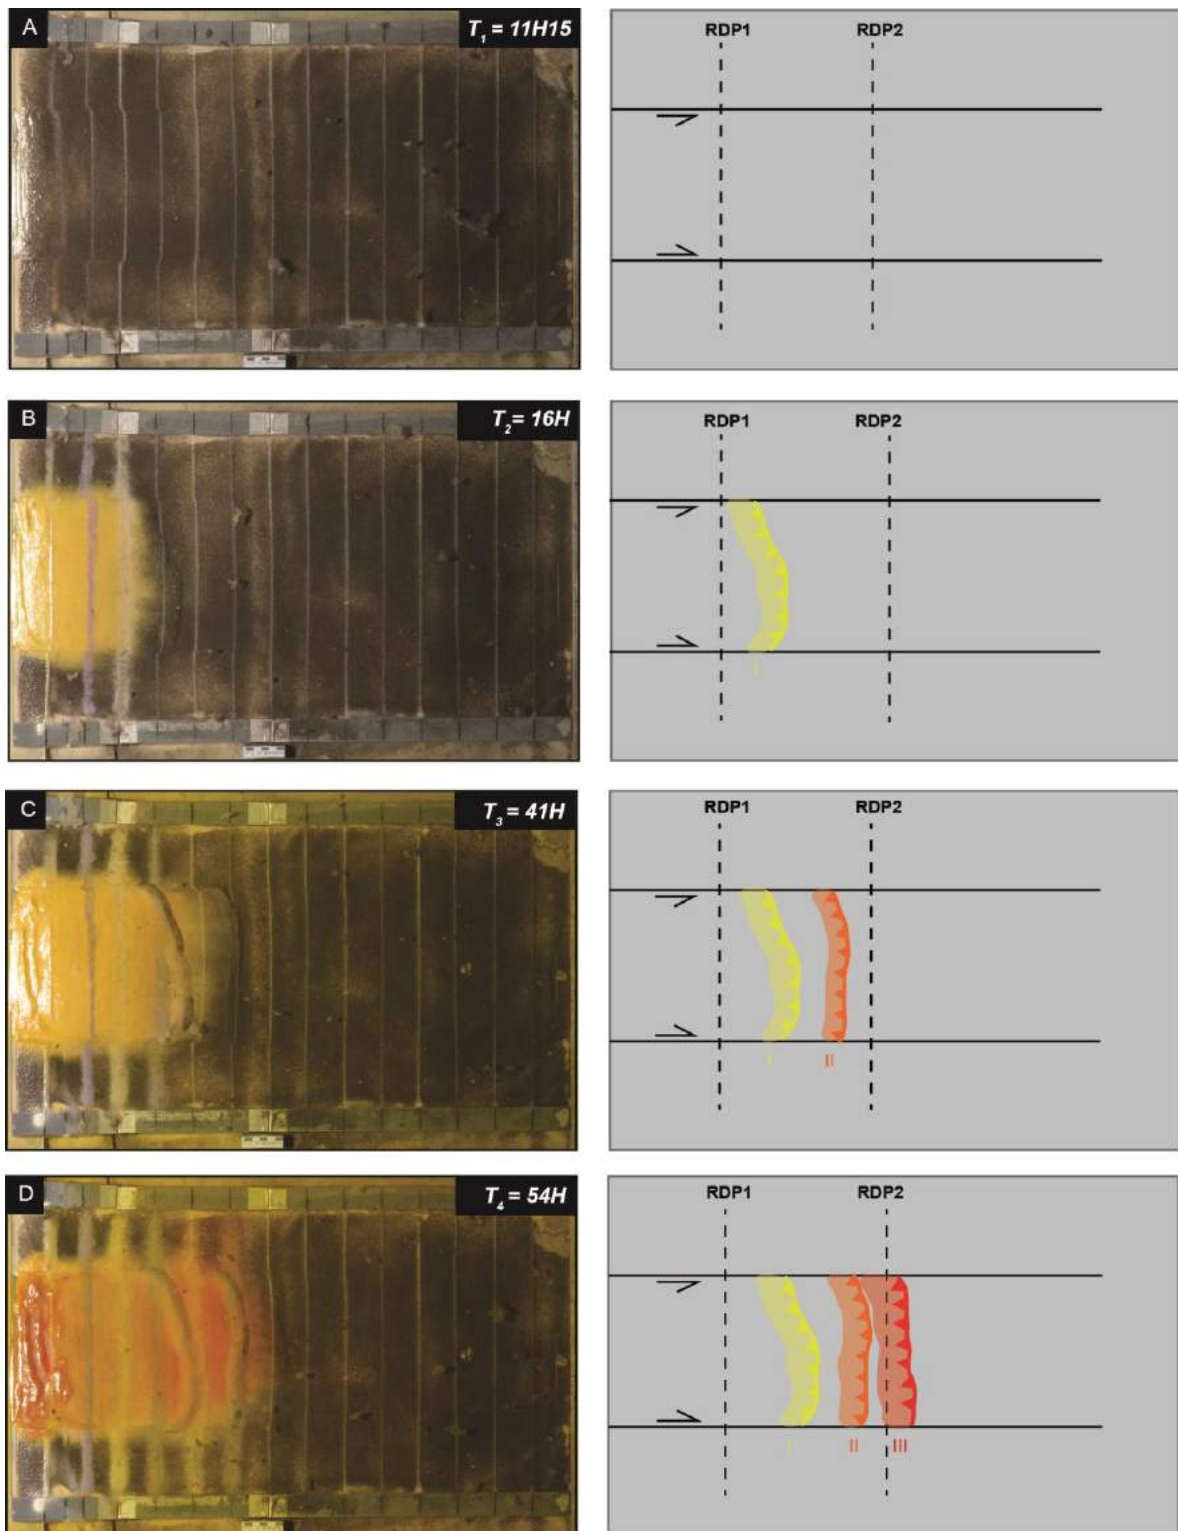 A
T₁ = 11H15
RDP1 RDP2
B
T₂ = 16H
RDP1 RDP2
I
C
T₃ = 41H
RDP1 RDP2
I II
D
T₄ = 54H
RDP1 RDP2
I II III